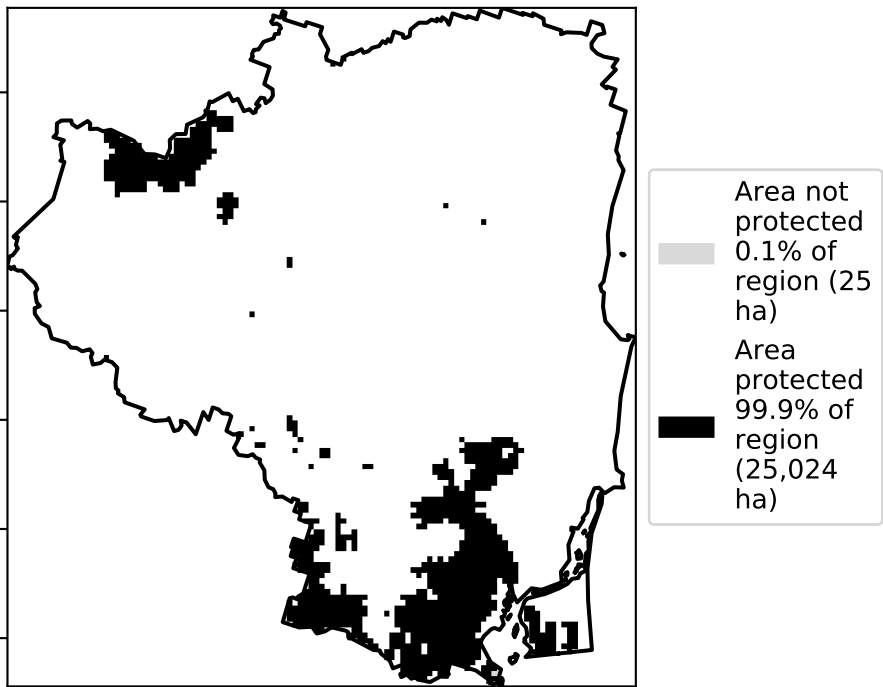 Area not
protected
0.1% of
region (25
ha)
Area
protected
99.9% of
region
(25,024
ha)